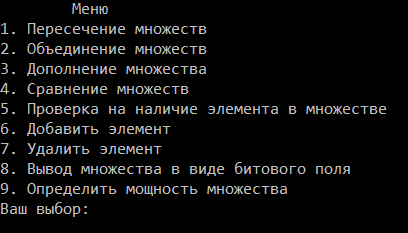 Меню
1. Пересечение множеств
2. Объединение множеств
3. Дополнение множества
4. Сравнение множеств
5. Проверка на наличие элемента в множестве
6. Добавить элемент
7. Удалить элемент
8. Вывод множества в виде битового поля
9. Определить мощность множества
Ваш выбор: